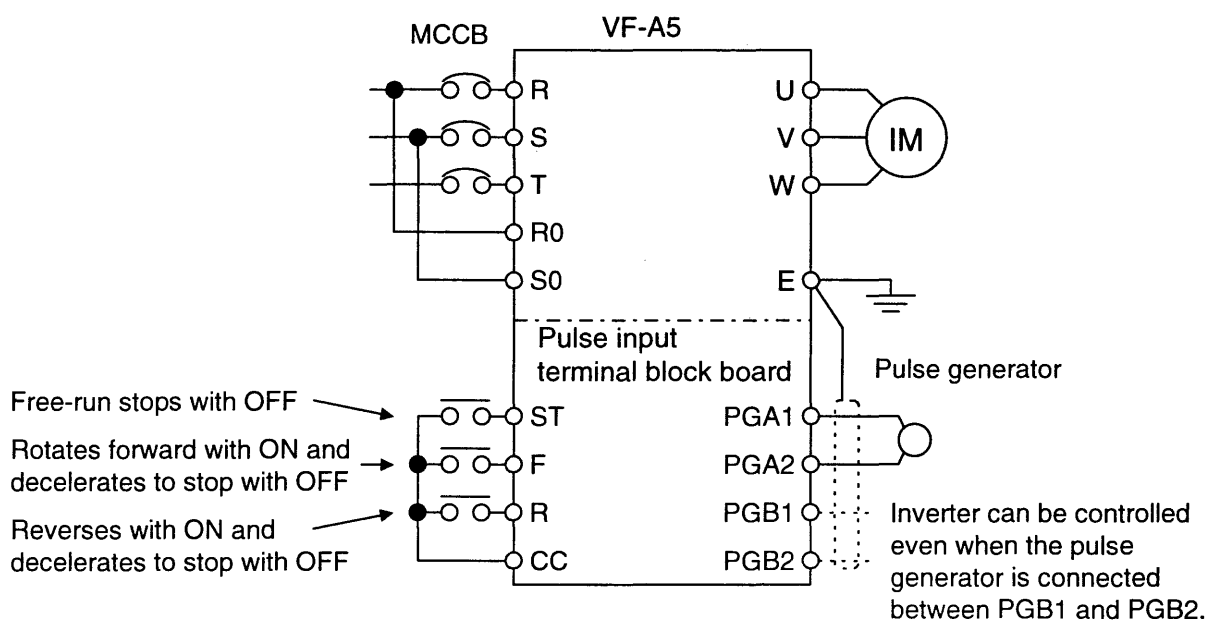 MCCB
VF-A5
R
S
T
R0
S0
U
V
W
IM
E
Pulse input
terminal block board
Pulse generator
Free-run stops with OFF
Rotates forward with ON and
decelerates to stop with OFF
Reverses with ON and
decelerates to stop with OFF
ST
F
R
CC
PGA1
PGA2
PGB1
PGB2
Inverter can be controlled
even when the pulse
generator is connected
between PGB1 and PGB2.